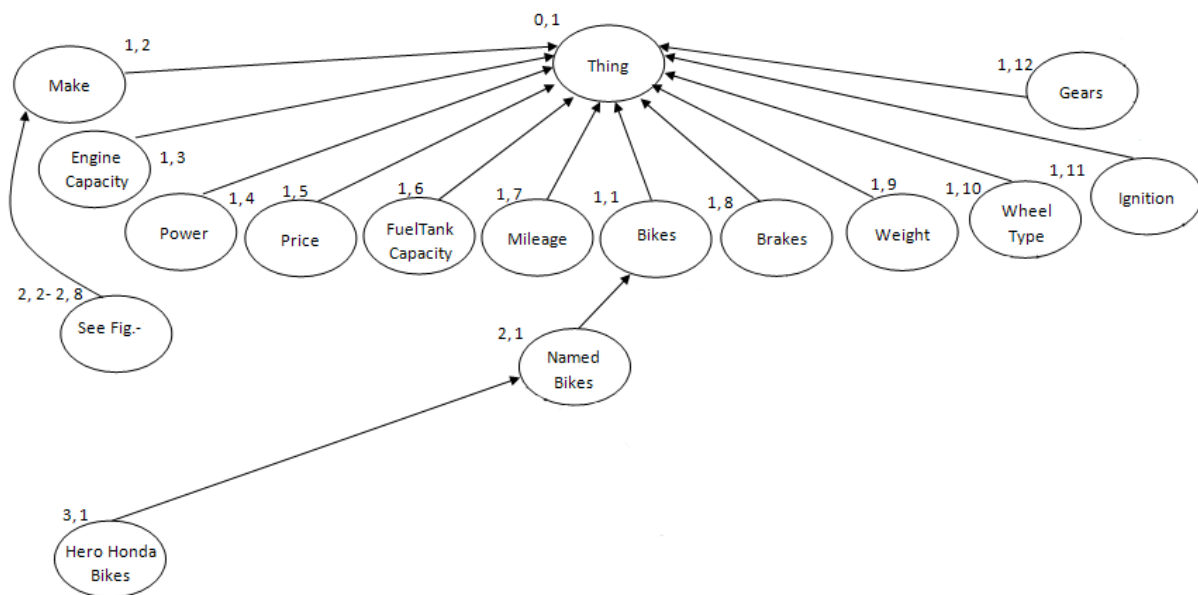 0, 1
1, 2
Thing
1, 12
Make
Gears
Engine
Capacity
1, 3
1, 4
Power
1, 5
Price
1, 6
FuelTank
Capacity
1, 7
Mileage
1, 1
Bikes
1, 8
Brakes
1, 9
Weight
1, 10
Wheel
Type
1, 11
Ignition
2, 2- 2, 8
See Fig.-
2, 1
Named
Bikes
3, 1
Hero Honda
Bikes